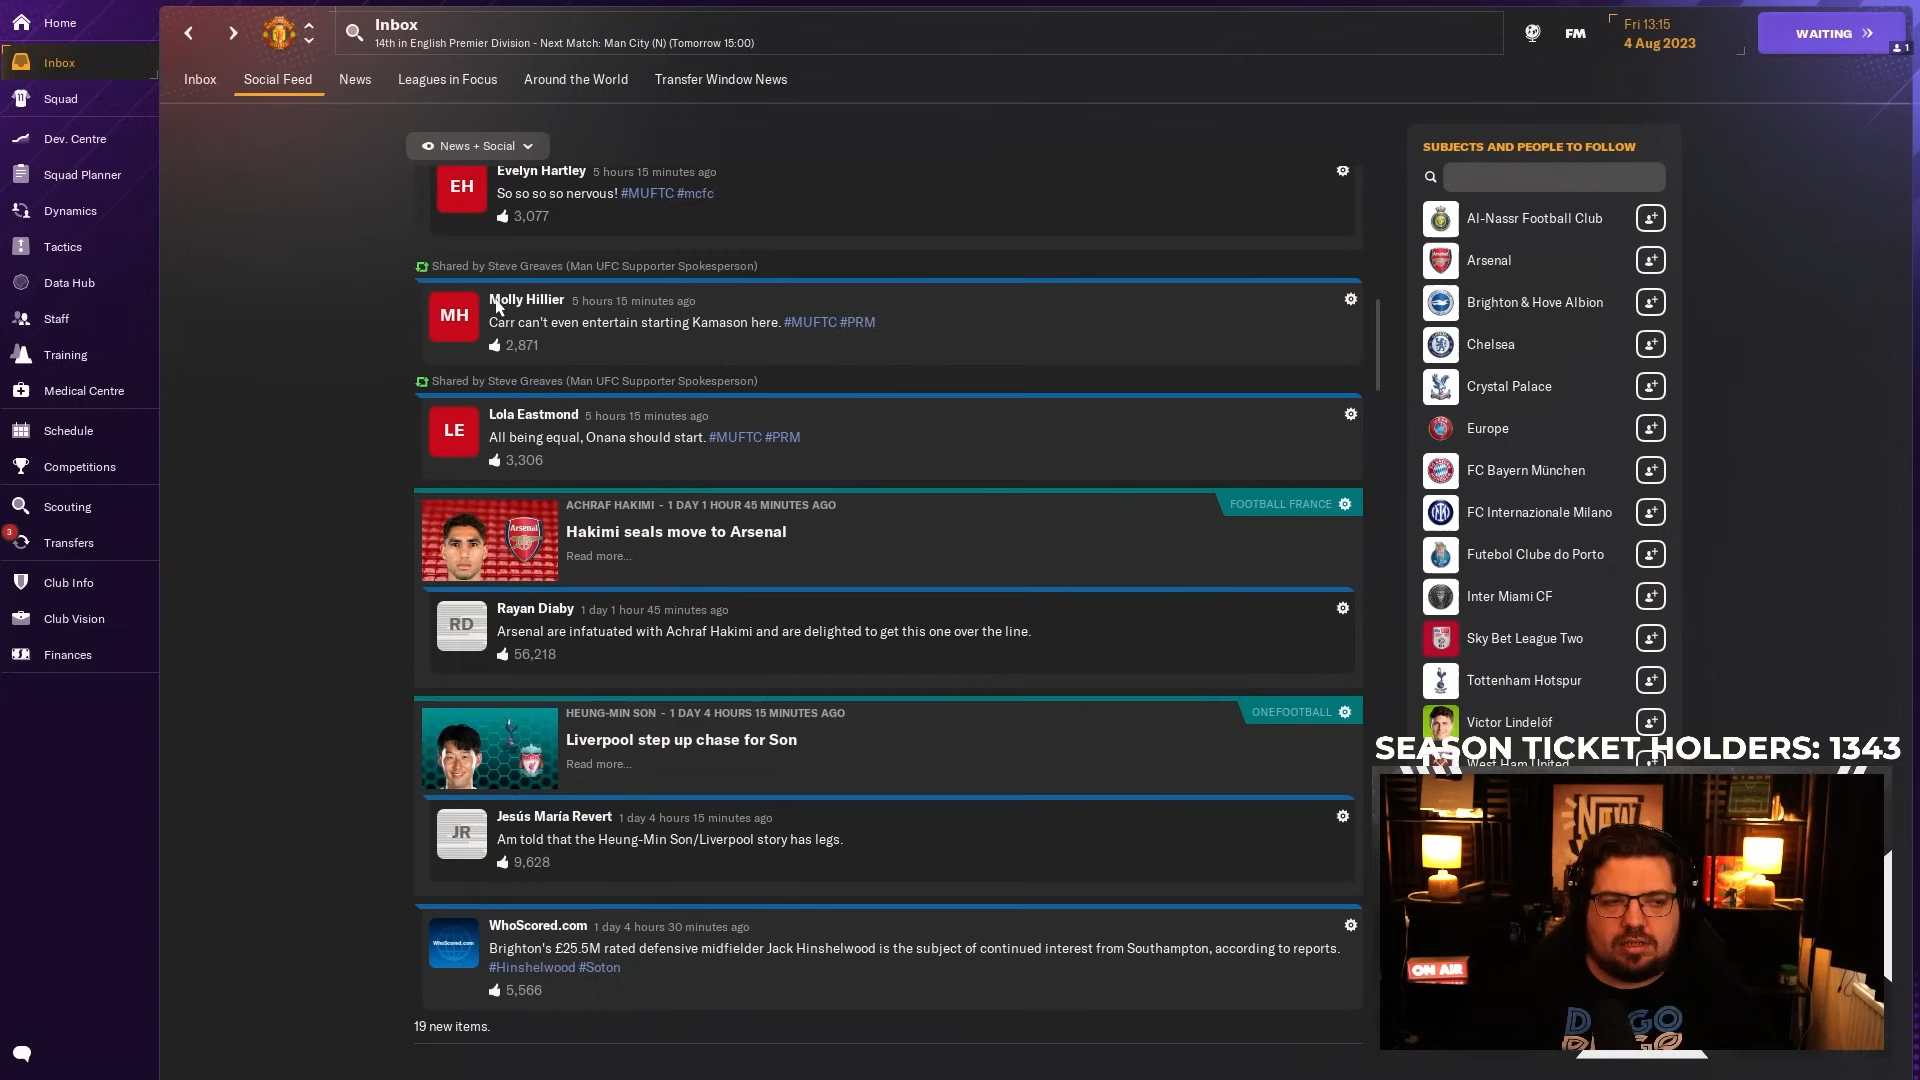 Home
Inbox
Squad
Dev. Centre
Squad Planner
Dynamics
Tactics
Data Hub
Staff
Training
Medical Centre
Schedule
Competitions
Scouting
3
Transfers
Club Info
Club Vision
Finances
Inbox
14th in English Premier Division - Next Match: Man City (N) (Tomorrow 15:00)
FM
Fri 13:15
4 Aug 2023
WAITING
1
Inbox
Social Feed
News
Leagues in Focus
Around the World
Transfer Window News
News + Social
EH
Evelyn Hartley 5 hours 15 minutes ago
So so so so nervous! #MUFTC #mcfc
3,077
Shared by Steve Greaves (Man UFC Supporter Spokesperson)
MH
Molly Hillier 5 hours 15 minutes ago
Carr can't even entertain starting Kamason here. #MUFTC #PRM
2,871
Shared by Steve Greaves (Man UFC Supporter Spokesperson)
LE
Lola Eastmond 5 hours 15 minutes ago
All being equal, Onana should start. #MUFTC #PRM
3,306
ACHRAF HAKIMI - 1 DAY 1 HOUR 45 MINUTES AGO
FOOTBALL FRANCE
Arsenal
Hakimi seals move to Arsenal
Read more...
RD
Rayan Diaby 1 day 1 hour 45 minutes ago
Arsenal are infatuated with Achraf Hakimi and are delighted to get this one over the line.
56,218
HEUNG-MIN SON - 1 DAY 4 HOURS 15 MINUTES AGO
ONEFOOTBALL
Liverpool step up chase for Son
Read more...
JR
Jesús María Revert 1 day 4 hours 15 minutes ago
Am told that the Heung-Min Son/Liverpool story has legs.
9,628
WhoScored.com
WhoScored.com 1 day 4 hours 30 minutes ago
Brighton's £25.5M rated defensive midfielder Jack Hinshelwood is the subject of continued interest from Southampton, according to reports.
#Hinshelwood #Soton
5,566
19 new items.
SUBJECTS AND PEOPLE TO FOLLOW
Al-Nassr Football Club
Arsenal
Brighton & Hove Albion
Chelsea
Crystal Palace
Europe
FC Bayern München
FC Internazionale Milano
Futebol Clube do Porto
Inter Miami CF
Sky Bet League Two
Tottenham Hotspur
Victor Lindelöf
West Ham United
SEASON TICKET HOLDERS: 1343
ON AIR